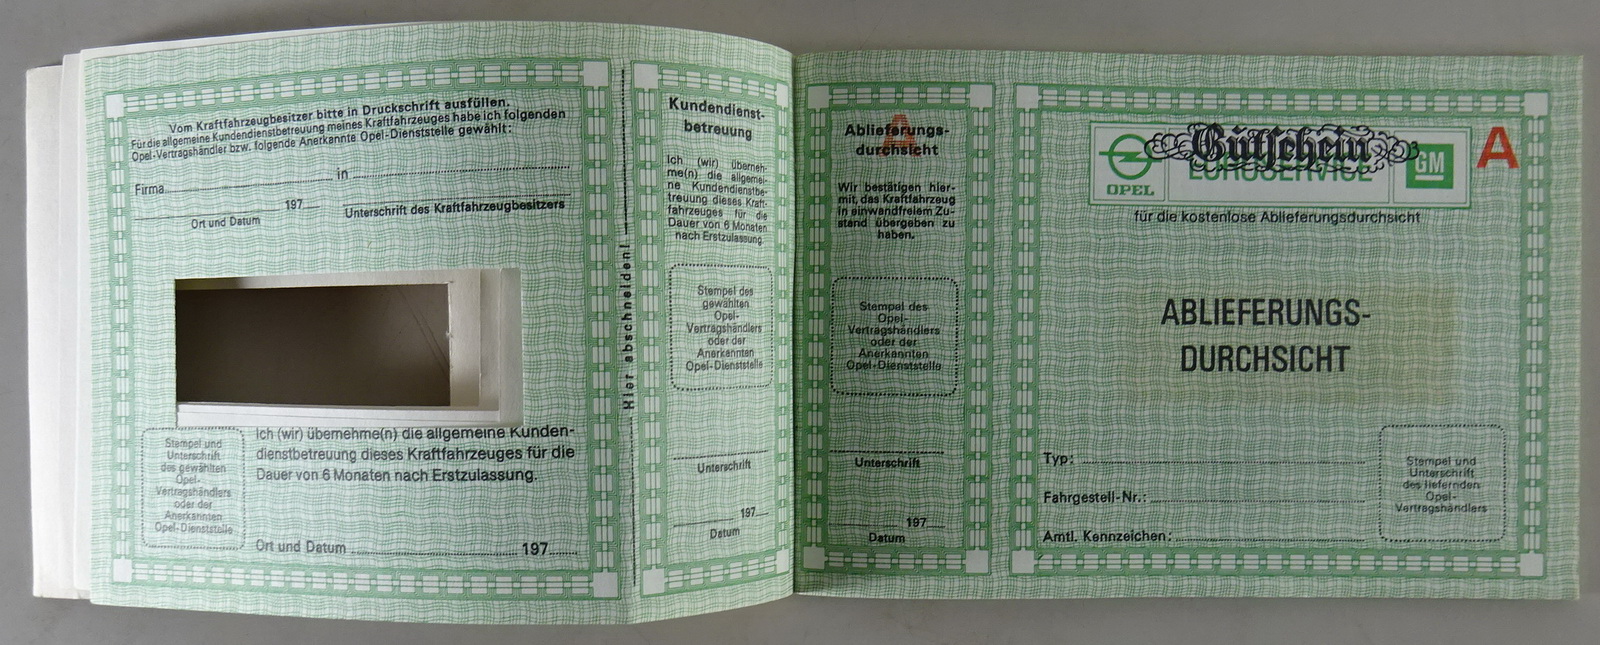 Vom Kraftfahrzeugbesitzer bitte in Druckschrift ausfüllen.
Für die allgemeine Kundendienstbetreuung meines Kraftfahrzeuges habe ich folgenden
Opel-Vertragshändler bzw. folgende Anerkannte Opel-Dienststelle gewählt:
Firma in
197
Ort und Datum Unterschrift des Kraftfahrzeugbesitzers
Stempel und
Unterschrift
des gewählten
Opel-
Vertragshändlers
oder der
Anerkannten
Opel-Dienststelle
ich (wir) übernehme(n) die allgemeine Kunden-
dienstbetreuung dieses Kraftfahrzeuges für die
Dauer von 6 Monaten nach Erstzulassung.
Ort und Datum 197
Hier abschneiden!
Kundendienst-
betreuung
Ich (wir) überneh-
me(n) die allgemei-
ne Kundendienstbe-
treuung dieses Kraft-
fahrzeuges für die
Dauer von 6 Monaten
nach Erstzulassung.
Stempel des
gewählten
Opel-
Vertragshändlers
oder der
Anerkannten
Opel-Dienststelle
Unterschrift
197
Datum
A
Ablieferungs-
durchsicht
Wir bestätigen hier-
mit, das Kraftfahrzeug
in einwandfreiem Zu-
stand übergeben zu
haben.
Stempel des
Opel-
Vertragshändlers
oder der
Anerkannten
Opel-Dienststelle
Unterschrift
197
Datum
Gutschein
OPEL
EUROSERVICE
GM
A
für die kostenlose Ablieferungsdurchsicht
ABLIEFERUNGS-
DURCHSICHT
Typ:
Fahrgestell-Nr.:
Amtl. Kennzeichen:
Stempel und
Unterschrift
des liefernden
Opel-
Vertragshändlers